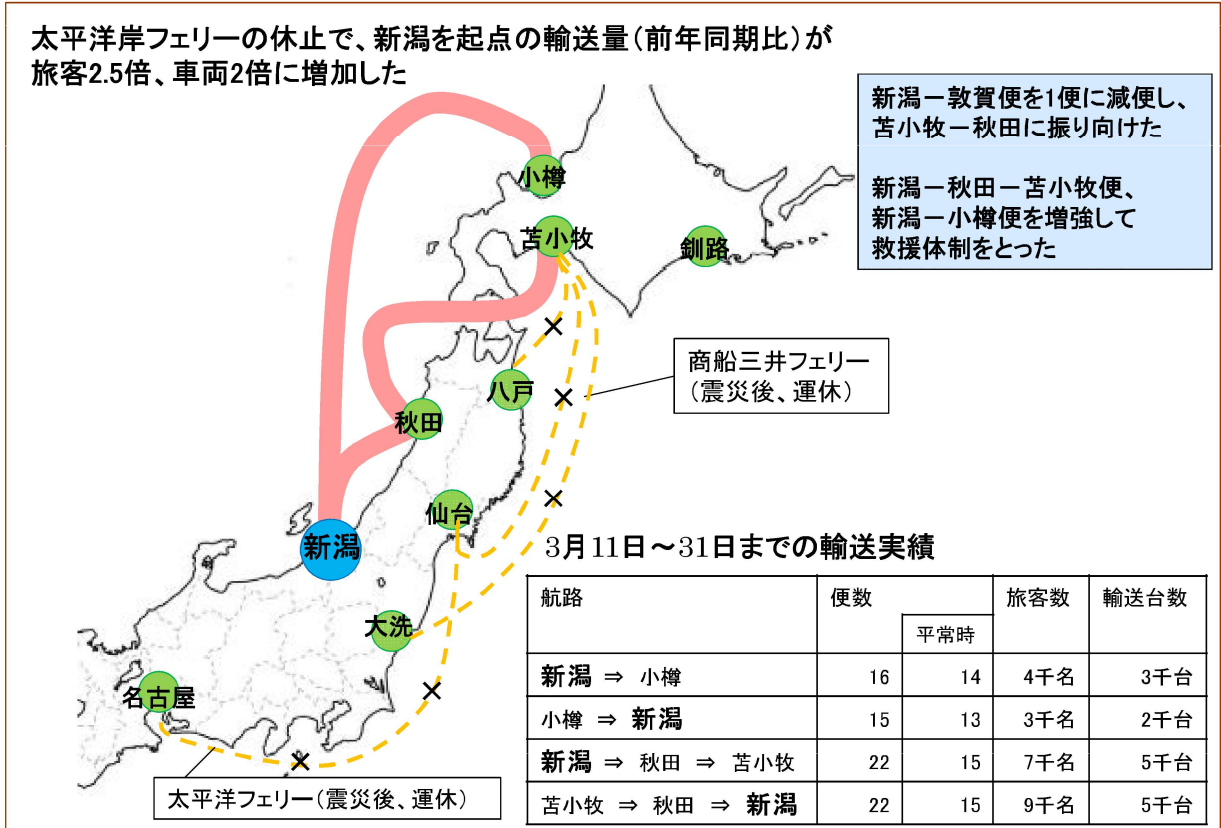 太平洋岸フェリーの休止で、新潟を起点の輸送量（前年同期比）が
旅客2.5倍、車両2倍に増加した
新潟－敦賀便を1便に減便し、
苫小牧－秋田に振り向けた
新潟－秋田－苫小牧便、
新潟－小樽便を増強して
救援体制をとった
小樽
苫小牧
釧路
商船三井フェリー
（震災後、運休）
八戸
秋田
仙台
新潟
大洗
名古屋
太平洋フェリー（震災後、運休）
3月11日～31日までの輸送実績
航路 便数 旅客数 輸送台数
平常時
新潟 ⇒ 小樽 16 14 4千名 3千台
小樽 ⇒ 新潟 15 13 3千名 2千台
新潟 ⇒ 秋田 ⇒ 苫小牧 22 15 7千名 5千台
苫小牧 ⇒ 秋田 ⇒ 新潟 22 15 9千名 5千台